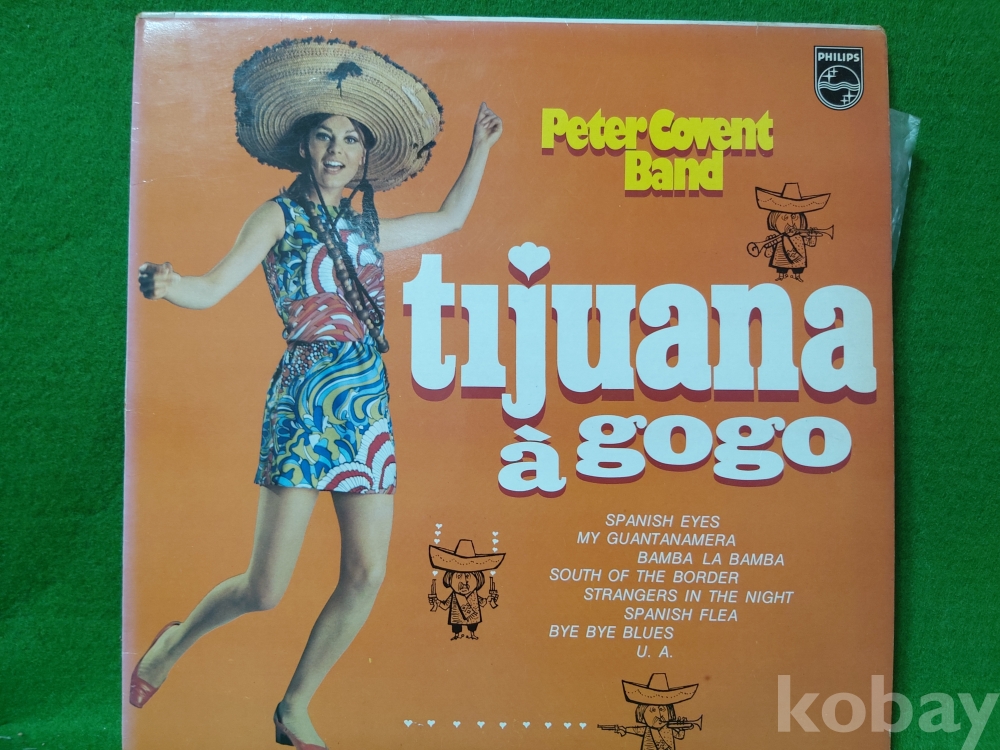 PHILIPS
Peter Covent
Band
tijuana
à gogo
SPANISH EYES
MY GUANTANAMERA
BAMBA LA BAMBA
SOUTH OF THE BORDER
STRANGERS IN THE NIGHT
SPANISH FLEA
BYE BYE BLUES
U. A.
kobay